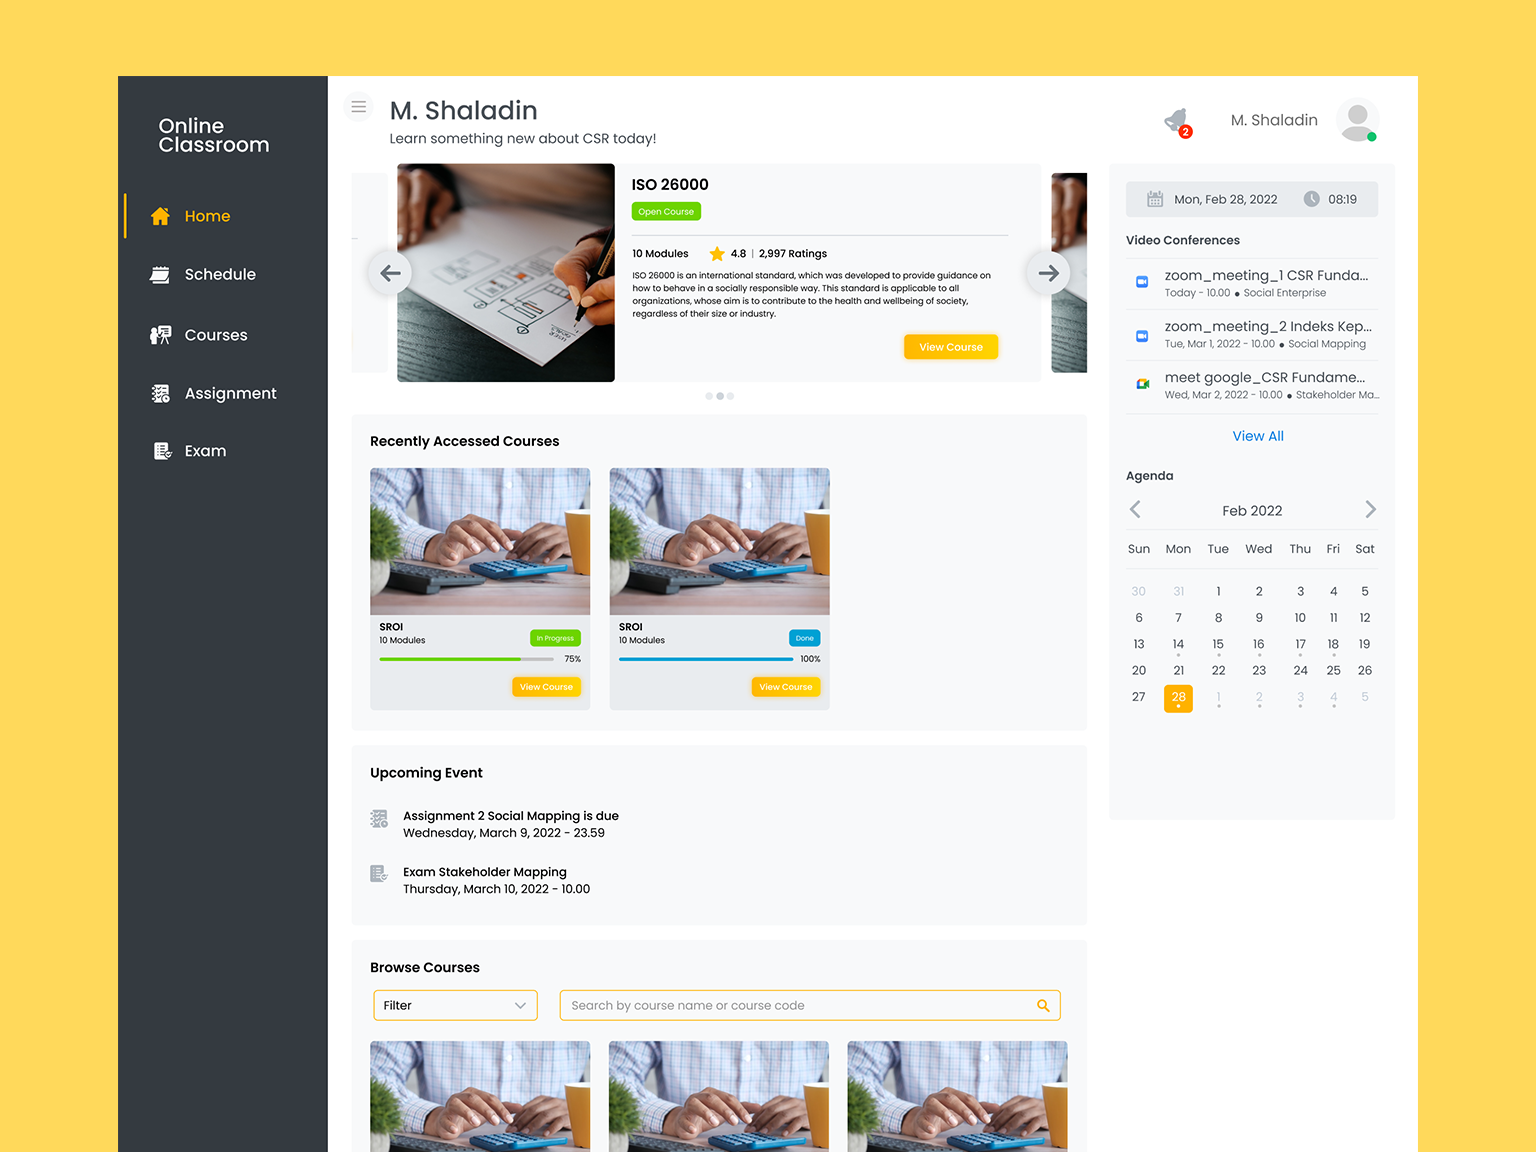 Online
Classroom
Home
Schedule
Courses
Assignment
Exam
M. Shaladin
Learn something new about CSR today!
2
M. Shaladin
ISO 26000
Open Course
10 Modules
4.8 | 2,997 Ratings
ISO 26000 is an international standard, which was developed to provide guidance on
how to behave in a socially responsible way. This standard is applicable to all
organizations, whose aim is to contribute to the health and wellbeing of society,
regardless of their size or industry.
View Course
Recently Accessed Courses
SROI
10 Modules
In Progress
75%
View Course
SROI
10 Modules
Done
100%
View Course
Upcoming Event
Assignment 2 Social Mapping is due
Wednesday, March 9, 2022 - 23.59
Exam Stakeholder Mapping
Thursday, March 10, 2022 - 10.00
Browse Courses
Filter
Search by course name or course code
Mon, Feb 28, 2022
08:19
Video Conferences
zoom_meeting_1 CSR Funda...
Today - 10.00 ● Social Enterprise
zoom_meeting_2 Indeks Kep...
Tue, Mar 1, 2022 - 10.00 ● Social Mapping
meet google_CSR Fundame...
Wed, Mar 2, 2022 - 10.00 ● Stakeholder Ma...
View All
Agenda
Feb 2022
Sun Mon Tue Wed Thu Fri Sat
30 31 1 2 3 4 5
6 7 8 9 10 11 12
13 14 15 16 17 18 19
20 21 22 23 24 25 26
27 28 1 2 3 4 5